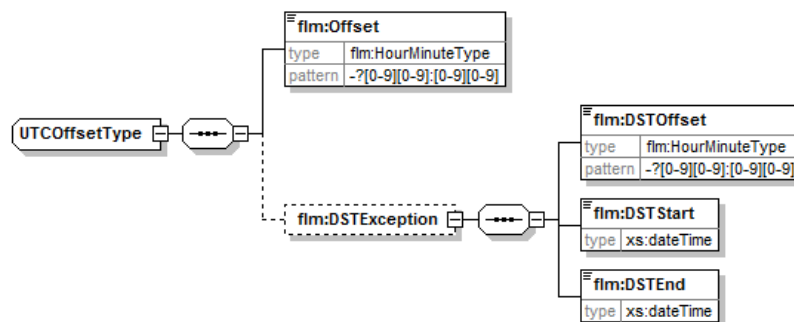 flm:Offset
type flm:HourMinuteType
pattern -?[0-9][0-9]:[0-9][0-9]
UTCOffsetType
flm:DSTException
flm:DSTOffset
type flm:HourMinuteType
pattern -?[0-9][0-9]:[0-9][0-9]
flm:DSTStart
type xs:dateTime
flm:DSTEnd
type xs:dateTime